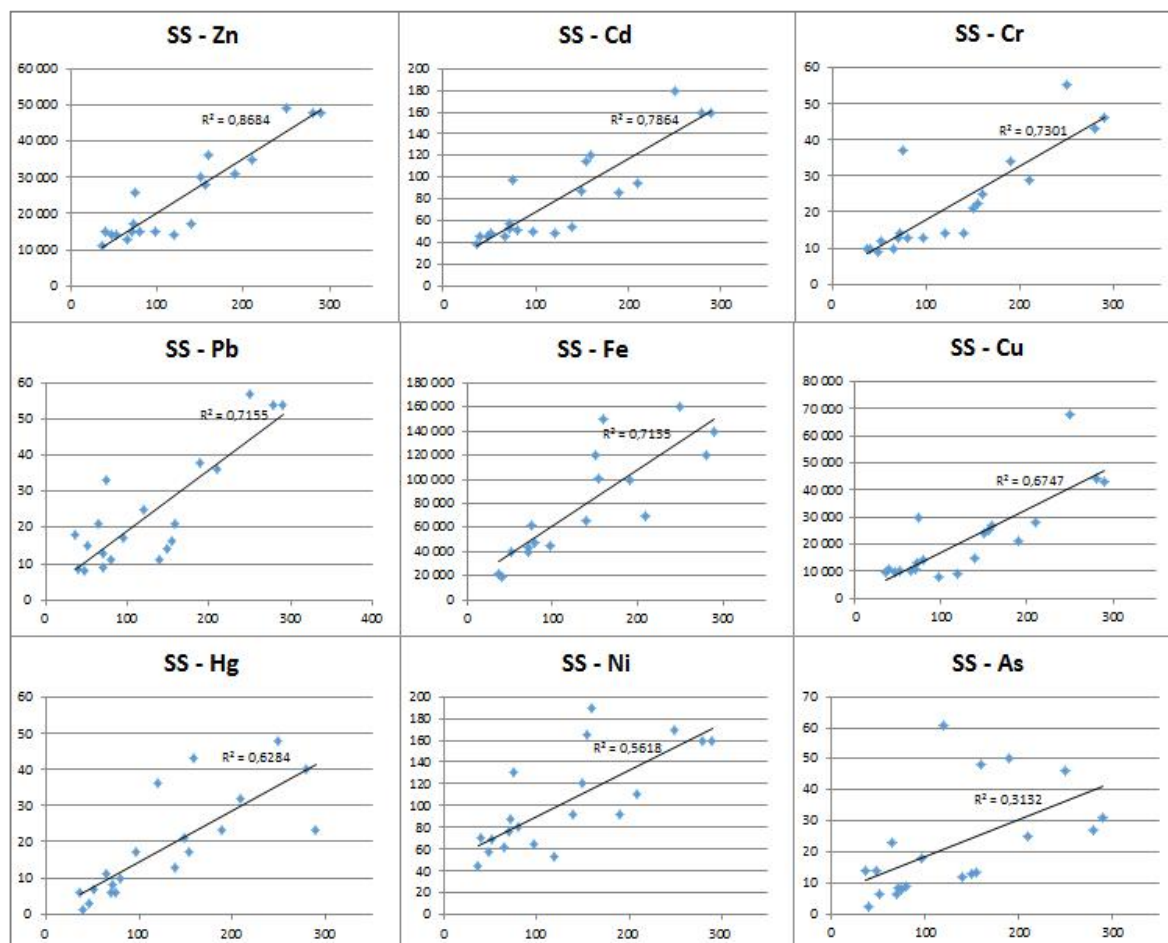 SS - Zn
60 000
50 000
40 000
30 000
20 000
10 000
0
R² = 0,8684
0 100 200 300
SS - Cd
200
180
160
140
120
100
80
60
40
20
0
R² = 0,7864
0 100 200 300
SS - Cr
60
50
40
30
20
10
0
R² = 0,7301
0 100 200 300
SS - Pb
60
50
40
30
20
10
0
R² = 0,7155
0 100 200 300 400
SS - Fe
180 000
160 000
140 000
120 000
100 000
80 000
60 000
40 000
20 000
0
R² = 0,7135
0 100 200 300
SS - Cu
80 000
70 000
60 000
50 000
40 000
30 000
20 000
10 000
0
R² = 0,6747
0 100 200 300
SS - Hg
60
50
40
30
20
10
0
R² = 0,6284
0 100 200 300
SS - Ni
200
180
160
140
120
100
80
60
40
20
0
R² = 0,5618
0 100 200 300
SS - As
70
60
50
40
30
20
10
0
R² = 0,3132
0 100 200 300